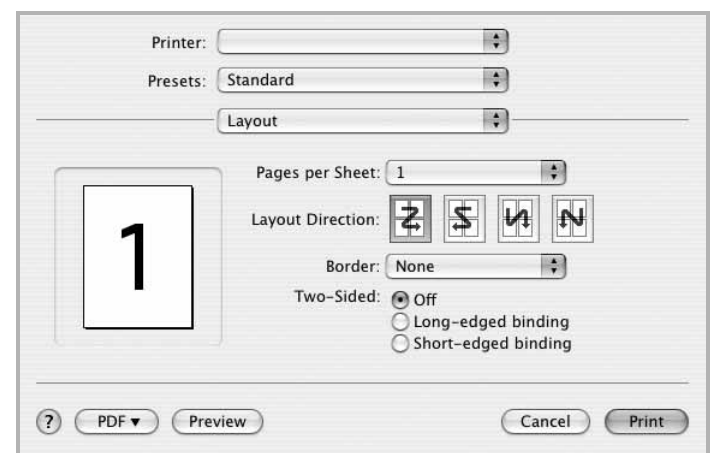 Printer:
Presets: Standard
Layout
Pages per Sheet: 1
Layout Direction:
Border: None
1
Two-Sided: Off
Long-edged binding
Short-edged binding
? PDF▼ Preview Cancel Print